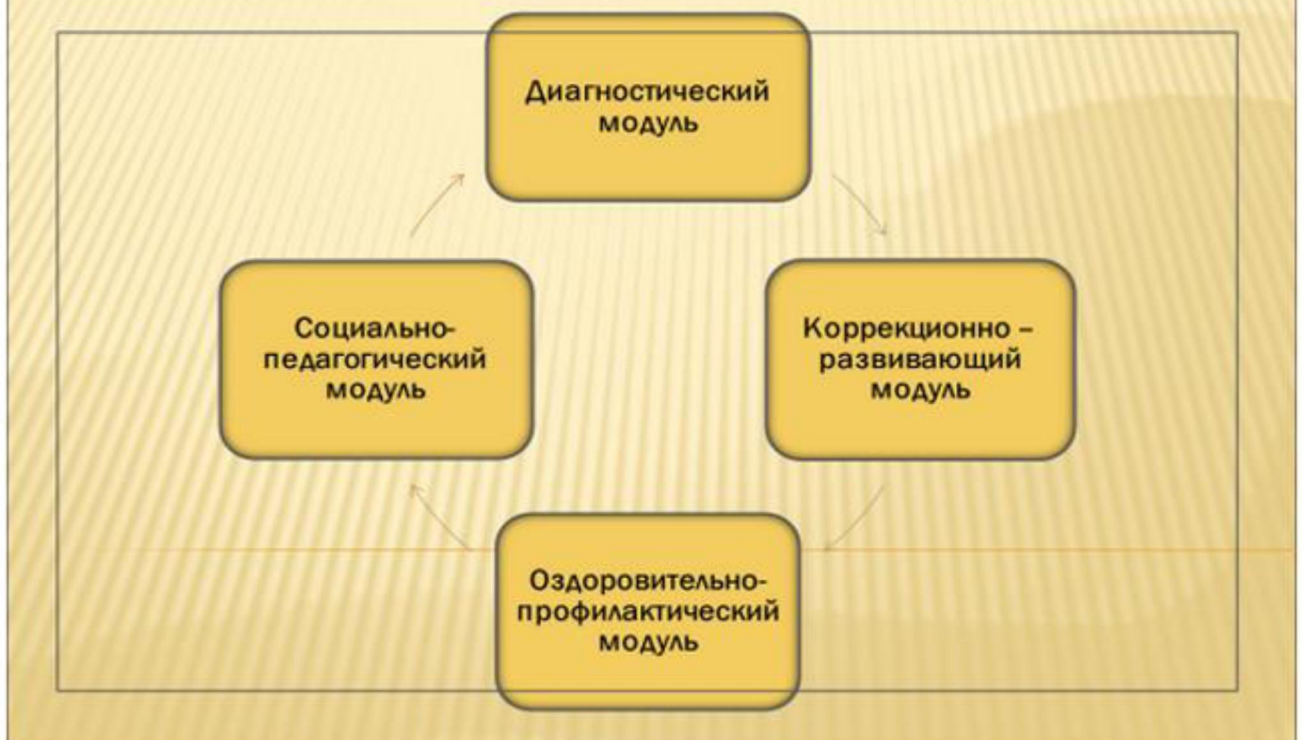 Диагностический
модуль
Социально-
педагогический
модуль
Коррекционно –
развивающий
модуль
Оздоровительно-
профилактический
модуль